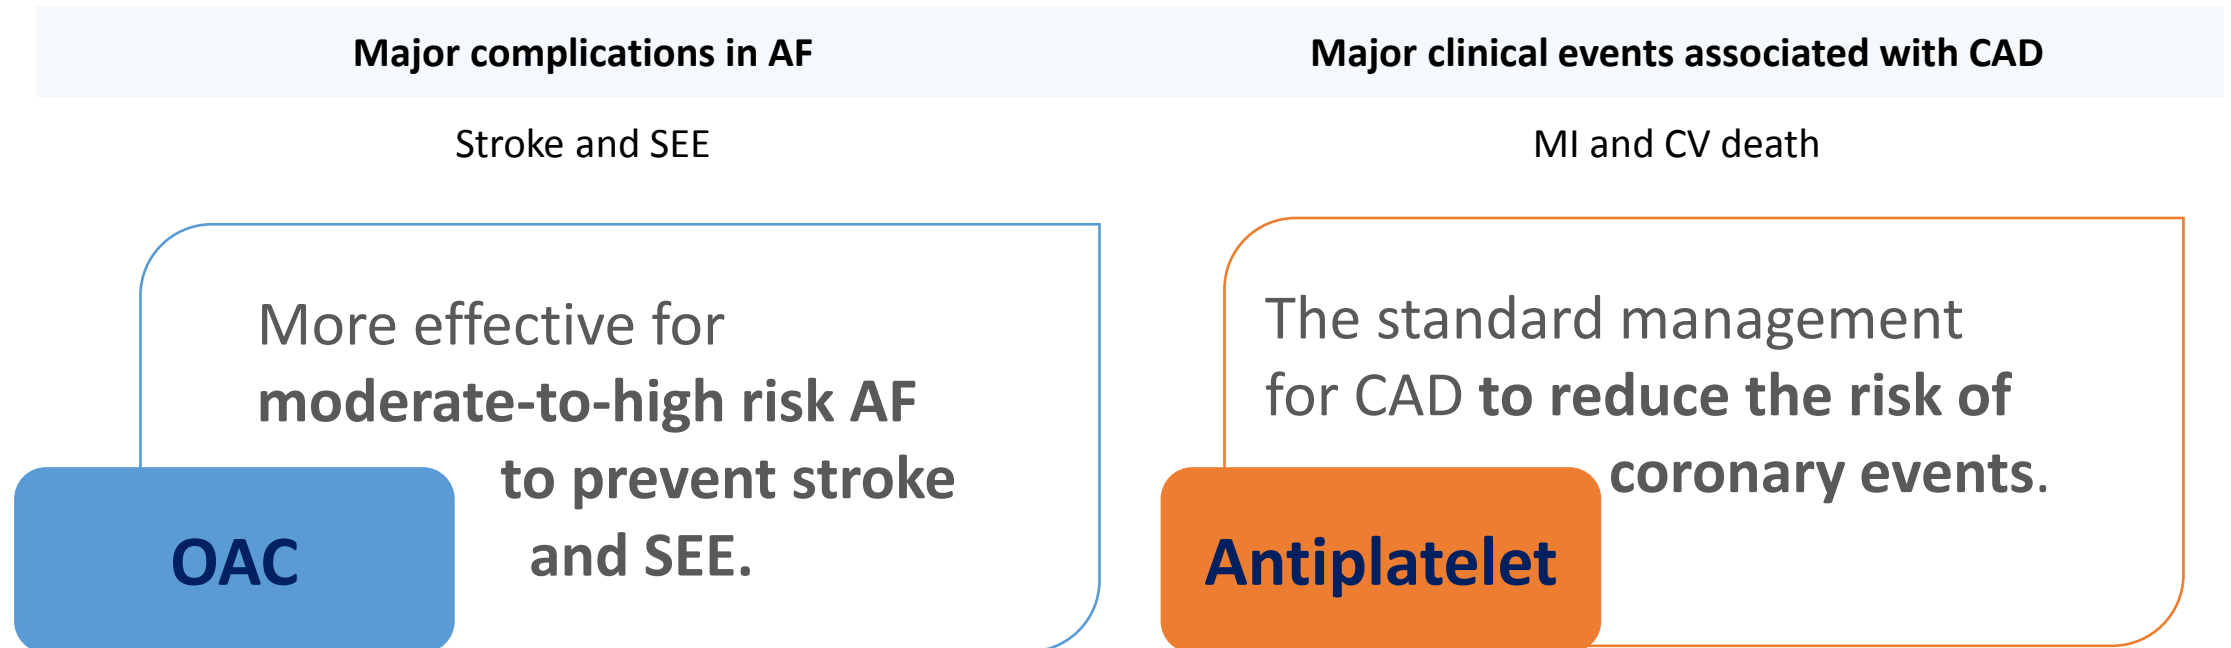 Major complications in AF
Major clinical events associated with CAD
Stroke and SEE
MI and CV death
More effective for
moderate-to-high risk AF
to prevent stroke
and SEE.
OAC
The standard management
for CAD to reduce the risk of
coronary events.
Antiplatelet